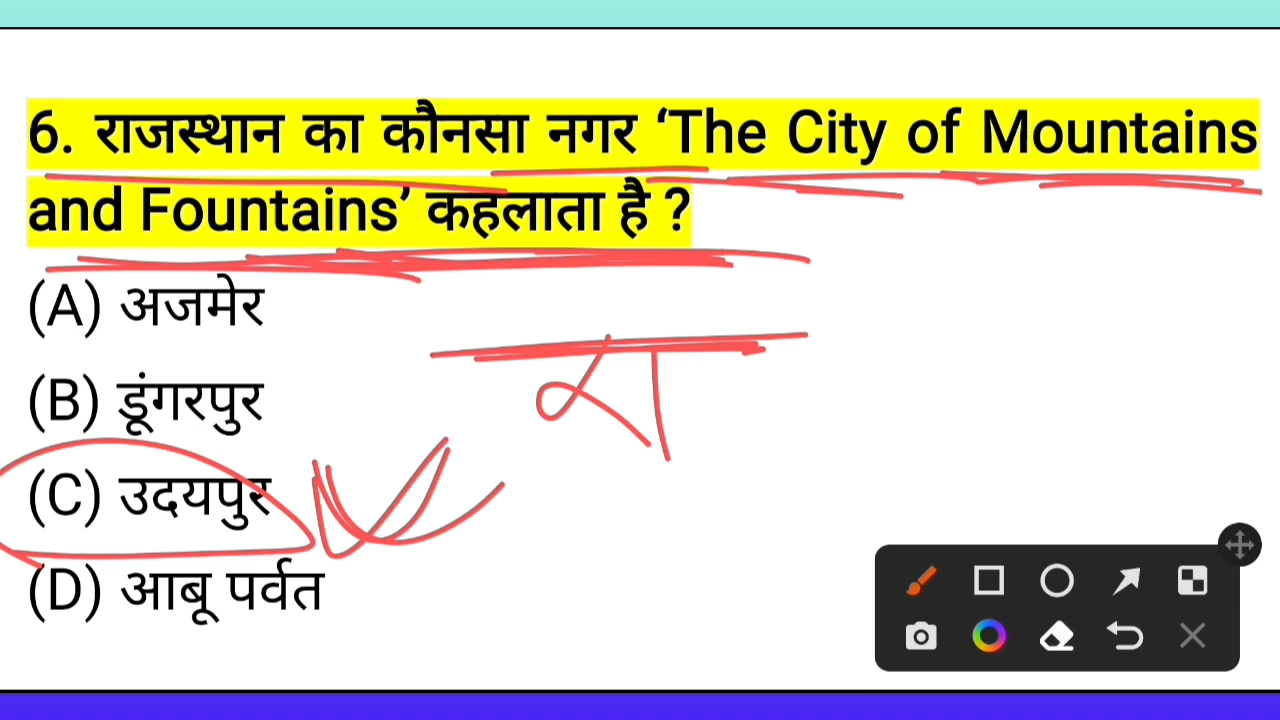 6. राजस्थान का कौनसा नगर ‘The City of Mountains
and Fountains’ कहलाता है ?
(A) अजमेर
(B) डूंगरपुर
(C) उदयपुर
(D) आबू पर्वत